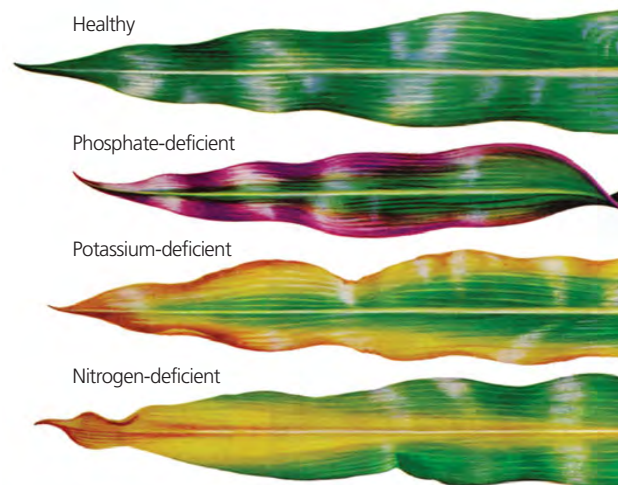 Healthy
Phosphate-deficient
Potassium-deficient
Nitrogen-deficient